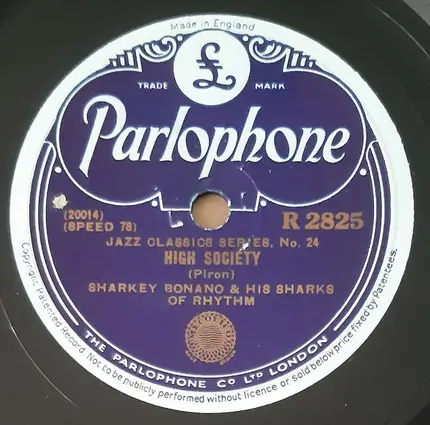 Made in England
£
TRADE MARK
Parlophone
(20014)
(SPEED 78)
R 2825
JAZZ CLASSICS SERIES, No. 24
HIGH SOCIETY
(Piron)
SHARKEY BONANO & HIS SHARKS
OF RHYTHM
THE PARLOPHONE CO LTD LONDON
Copyright. Patented Record. Not to be publicly performed without licence or sold below price fixed by Patentees.